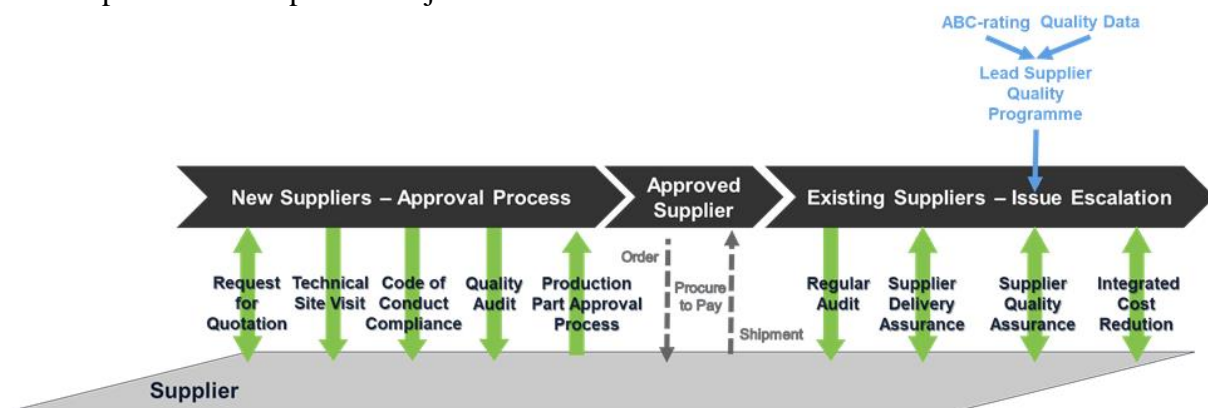 ABC-rating Quality Data
Lead Supplier
Quality
Programme
New Suppliers – Approval Process
Approved
Supplier
Existing Suppliers – Issue Escalation
Request
for
Quotation
Technical
Site Visit
Code of
Conduct
Compliance
Quality
Audit
Production
Part Approval
Process
Order
Procure
to Pay
Shipment
Regular
Audit
Supplier
Delivery
Assurance
Supplier
Quality
Assurance
Integrated
Cost
Redution
Supplier